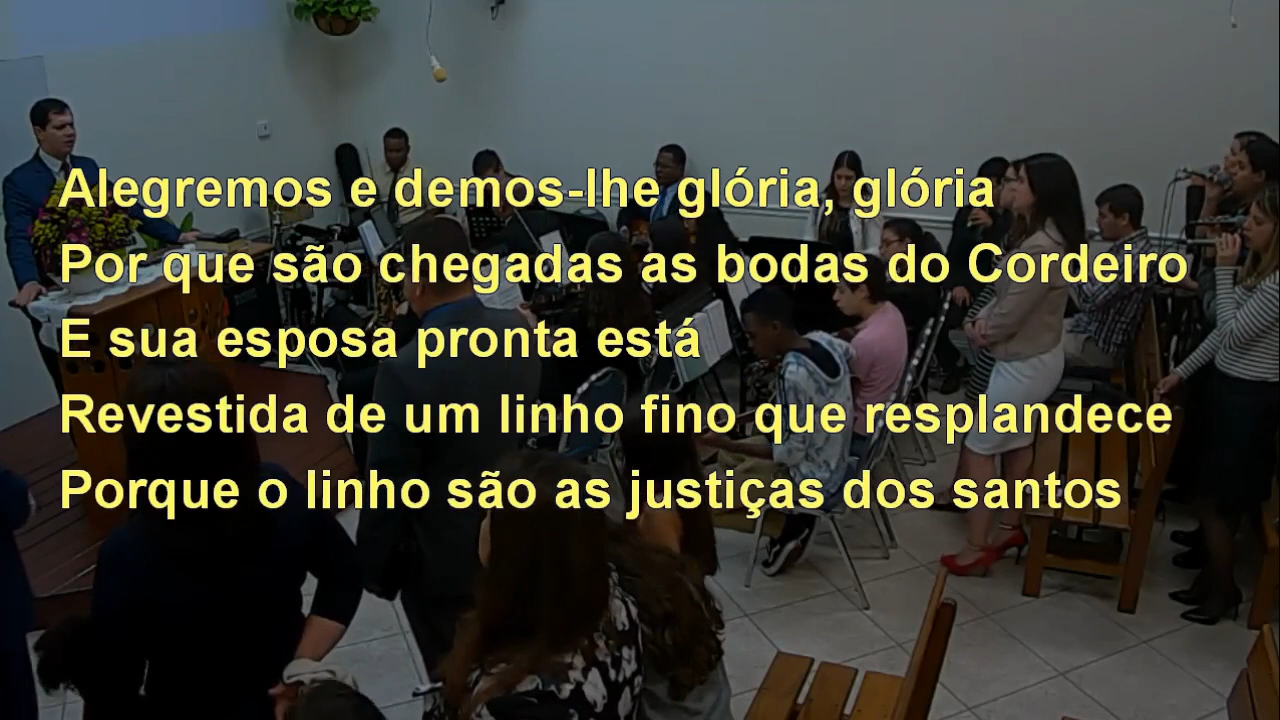 Alegremos e demos-lhe glória, glória
Por que são chegadas as bodas do Cordeiro
E sua esposa pronta está
Revestida de um linho fino que resplandece
Porque o linho são as justiças dos santos